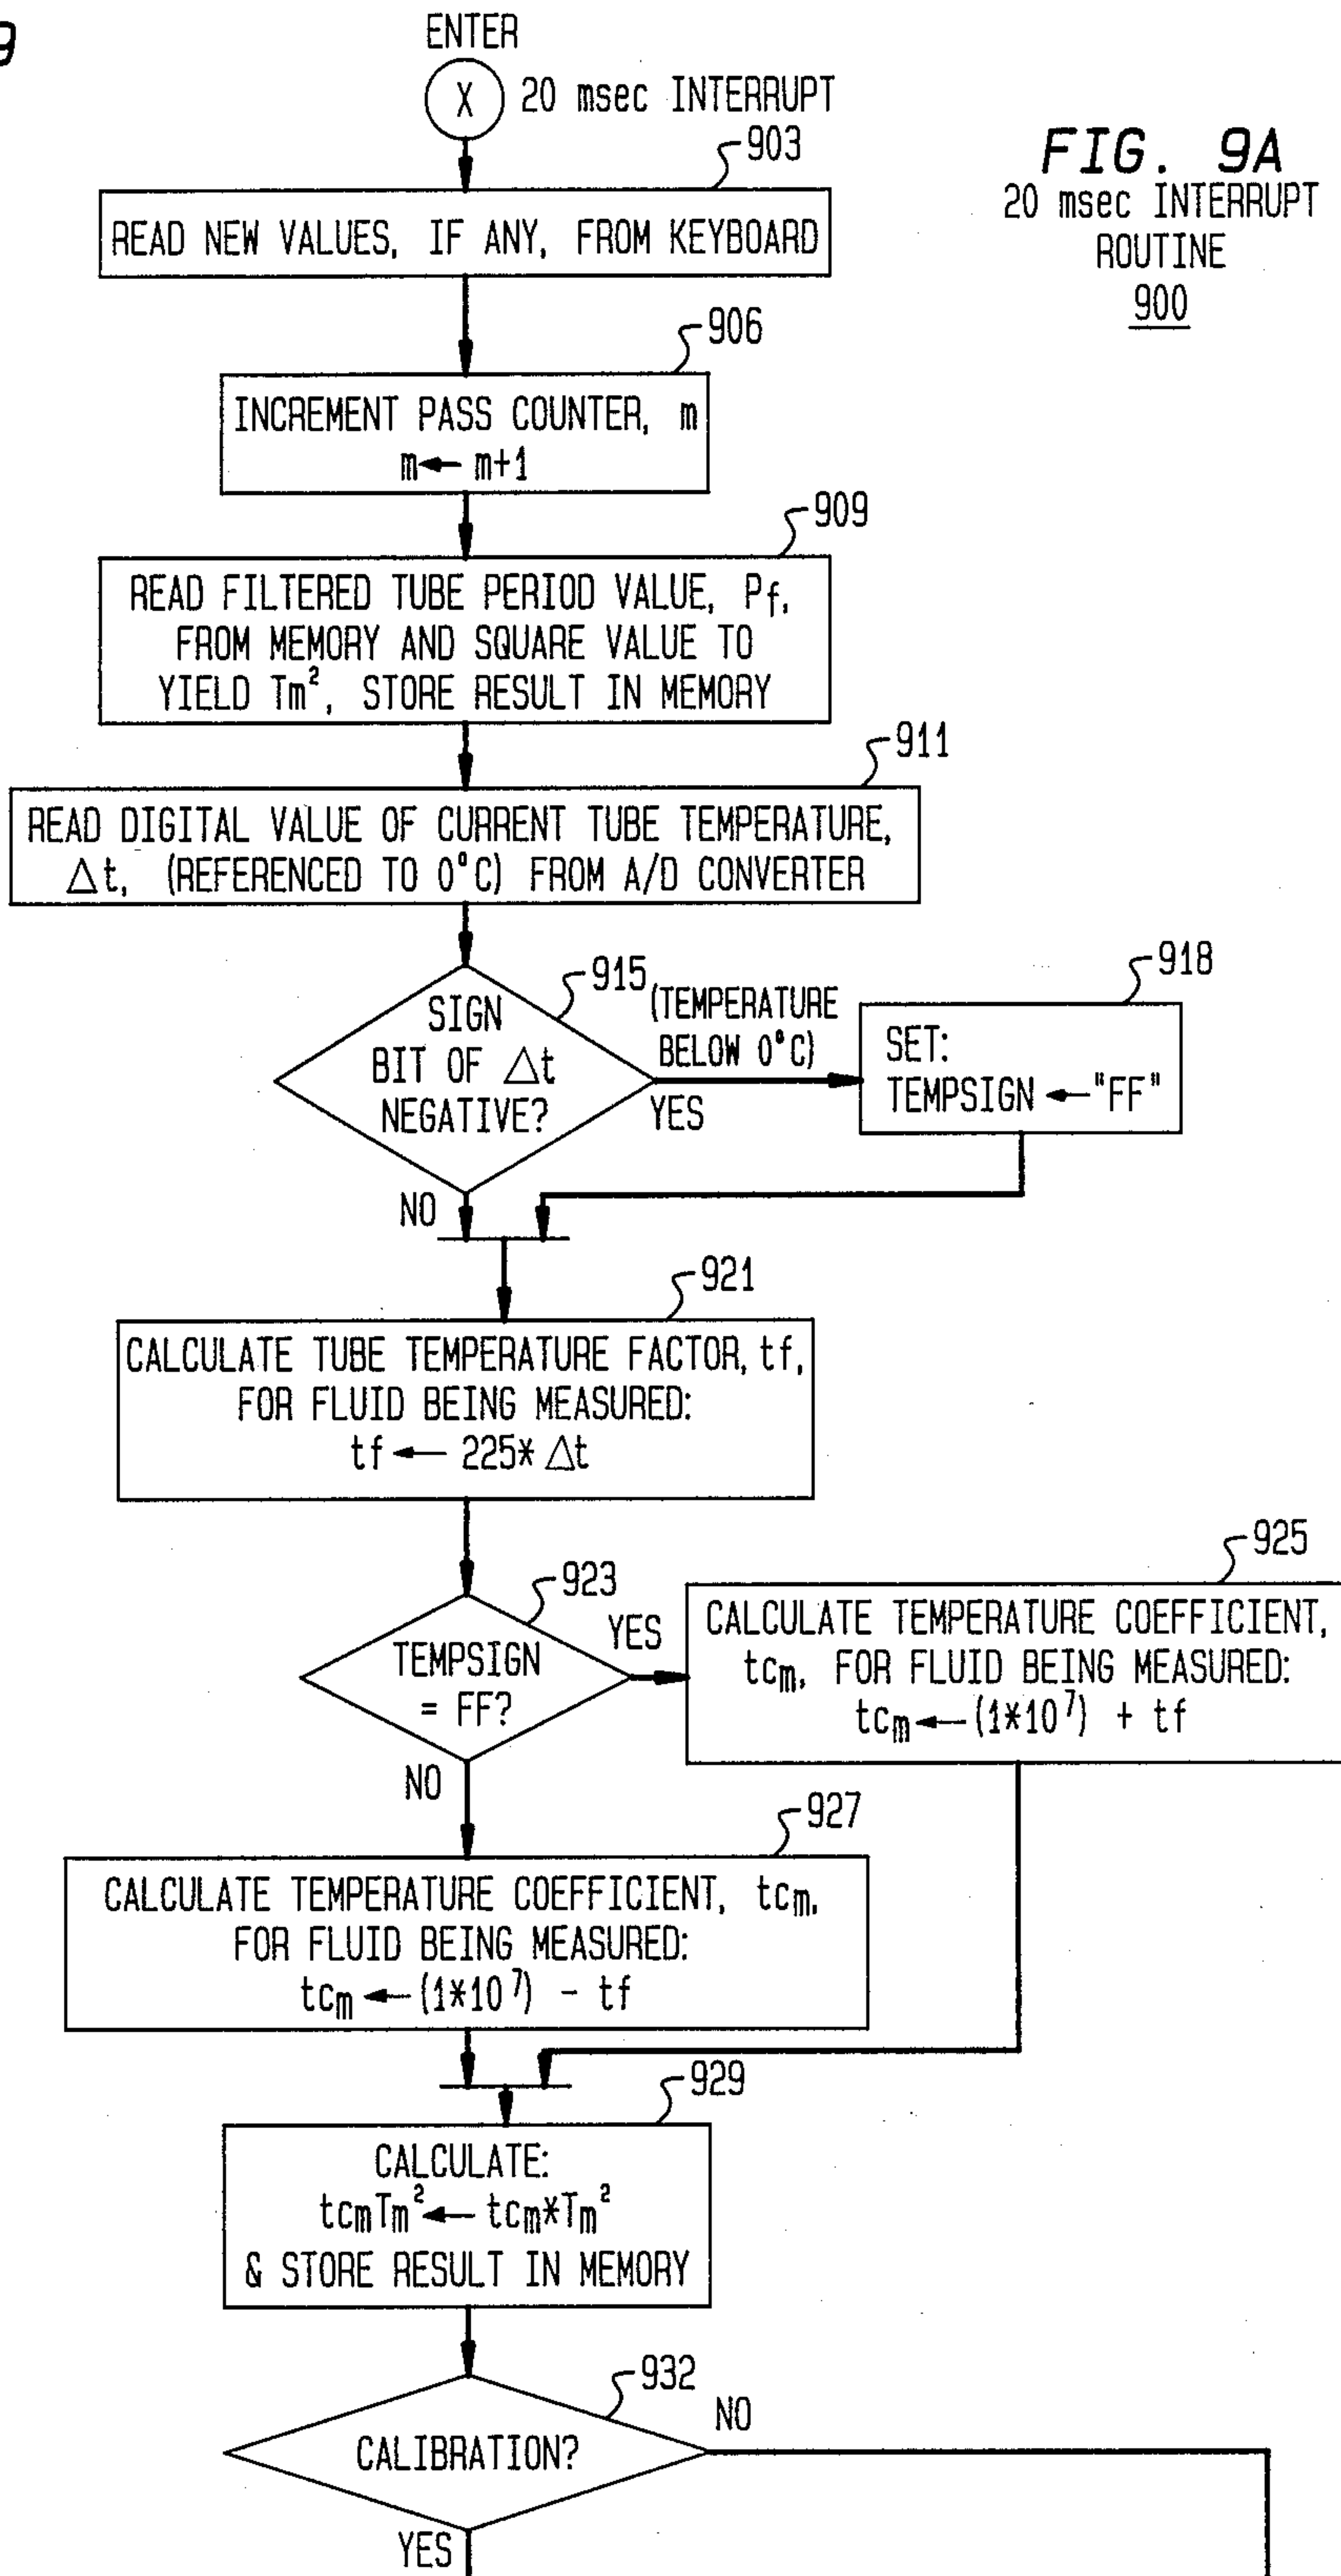 9
ENTER
X 20 msec INTERRUPT
FIG. 9A
20 msec INTERRUPT
ROUTINE
900
903
READ NEW VALUES, IF ANY, FROM KEYBOARD
906
INCREMENT PASS COUNTER, m
m ← m+1
909
READ FILTERED TUBE PERIOD VALUE, Pf,
FROM MEMORY AND SQUARE VALUE TO
YIELD Tm², STORE RESULT IN MEMORY
911
READ DIGITAL VALUE OF CURRENT TUBE TEMPERATURE,
Δt, (REFERENCED TO 0°C) FROM A/D CONVERTER
915
SIGN
BIT OF Δt
NEGATIVE?
(TEMPERATURE
BELOW 0°C)
YES
918
SET:
TEMPSIGN ← "FF"
NO
921
CALCULATE TUBE TEMPERATURE FACTOR, tf,
FOR FLUID BEING MEASURED:
tf ← 225* Δt
923
TEMPSIGN
= FF?
YES
925
CALCULATE TEMPERATURE COEFFICIENT,
tcm, FOR FLUID BEING MEASURED:
tcm ← (1*10⁷) + tf
NO
927
CALCULATE TEMPERATURE COEFFICIENT, tcm,
FOR FLUID BEING MEASURED:
tcm ← (1*10⁷) - tf
929
CALCULATE:
tcmTm² ← tcm*Tm²
& STORE RESULT IN MEMORY
932
CALIBRATION?
NO
YES